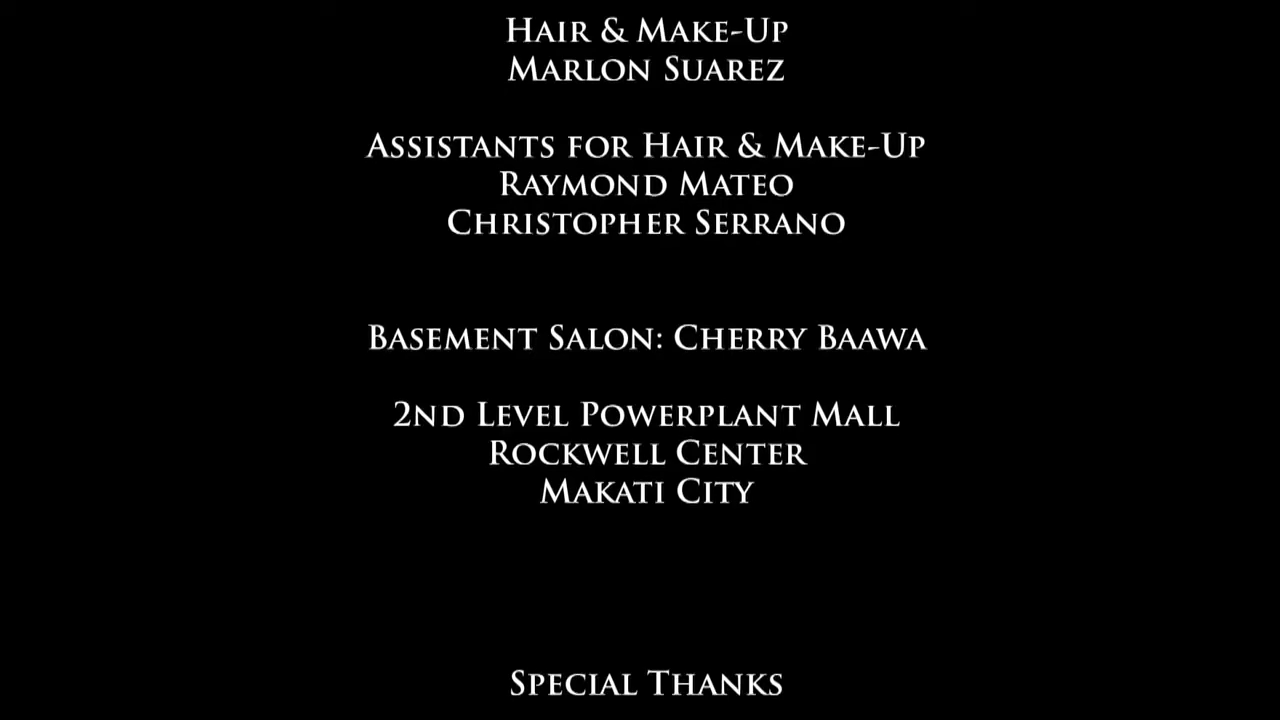 Hair & Make-Up
Marlon Suarez
Assistants for Hair & Make-Up
Raymond Mateo
Christopher Serrano
Basement Salon: Cherry Baawa
2nd Level Powerplant Mall
Rockwell Center
Makati City
Special Thanks